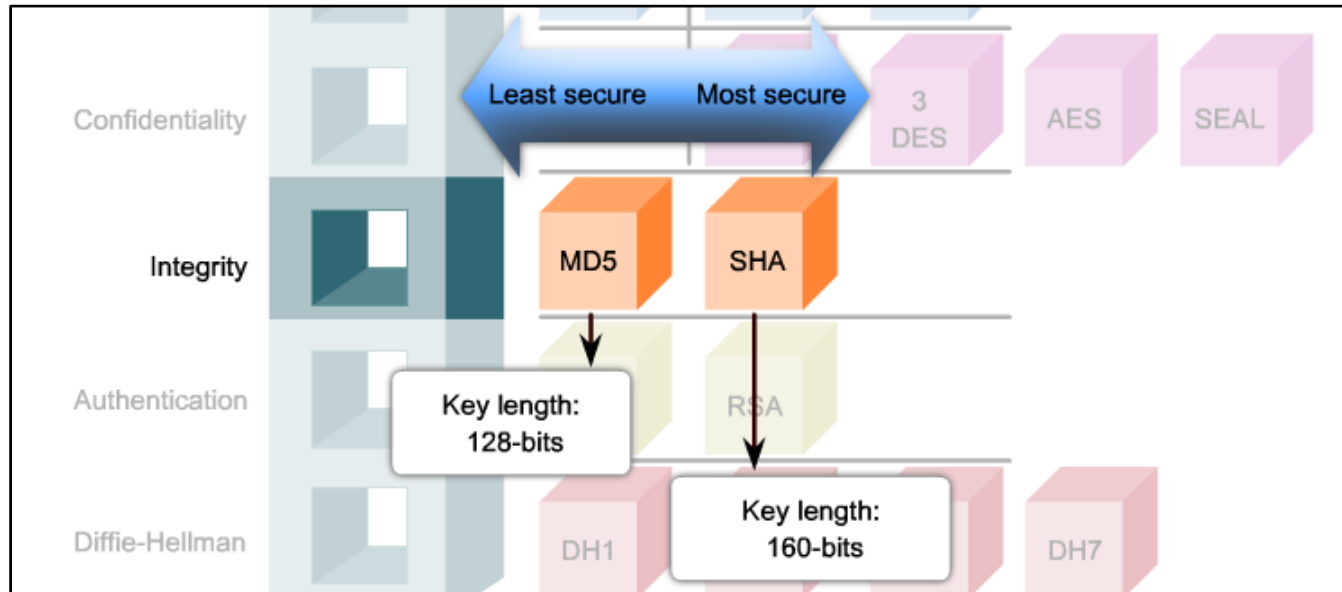 Least secure
Most secure
Confidentiality
3
DES
AES
SEAL
Integrity
MD5
SHA
Authentication
RSA
Key length:
128-bits
Diffie-Hellman
DH1
Key length:
160-bits
DH7